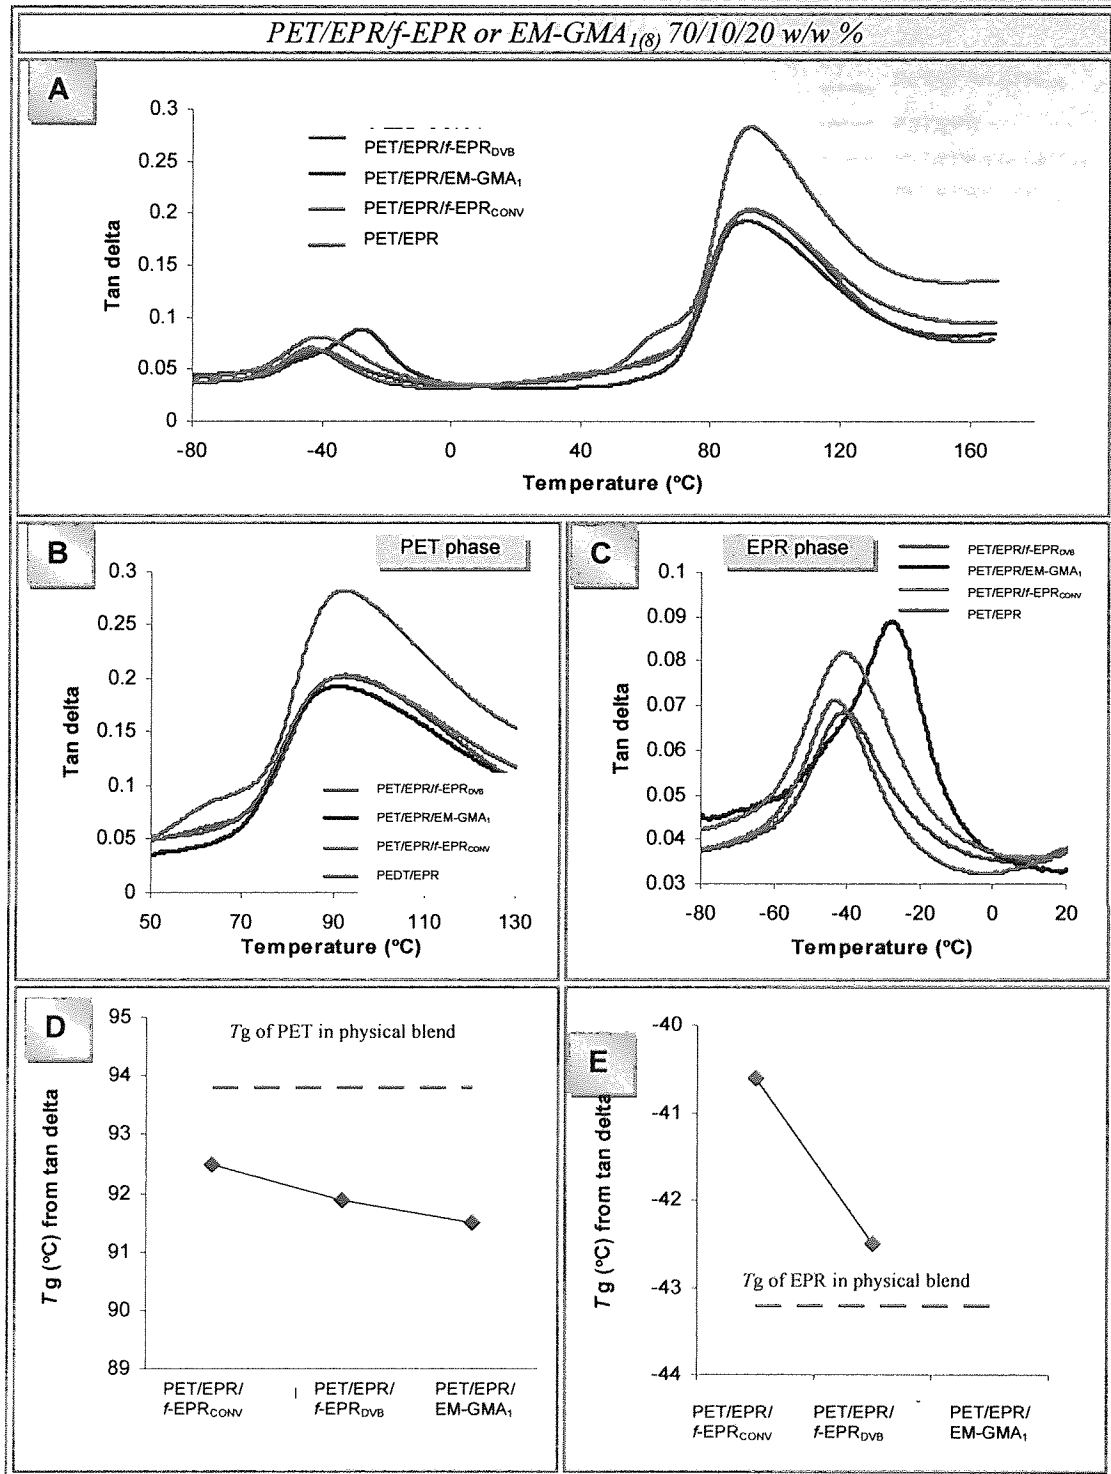 PET/EPR/f-EPR or EM-GMA1(8) 70/10/20 w/w %
A
0.3
0.25
0.2
0.15
0.1
0.05
0
Tan delta
PET/EPR/f-EPRDVB
PET/EPR/EM-GMA1
PET/EPR/f-EPRCONV
PET/EPR
-80 -40 0 40 80 120 160
Temperature (ºC)
B
PET phase
0.3
0.25
0.2
0.15
0.1
0.05
0
Tan delta
PET/EPR/f-EPRDVB
PET/EPR/EM-GMA1
PET/EPR/f-EPRCONV
PEDT/EPR
50 70 90 110 130
Temperature (ºC)
C
EPR phase
PET/EPR/f-EPRDVB
PET/EPR/EM-GMA1
PET/EPR/f-EPRCONV
PET/EPR
0.1
0.09
0.08
0.07
0.06
0.05
0.04
0.03
Tan delta
-80 -60 -40 -20 0 20
Temperature (ºC)
D
95
94
93
92
91
90
89
Tg (ºC) from tan delta
Tg of PET in physical blend
PET/EPR/ PET/EPR/ PET/EPR/
f-EPRCONV f-EPRDVB EM-GMA1
E
-40
-41
-42
-43
-44
Tg (ºC) from tan delta
Tg of EPR in physical blend
PET/EPR/ PET/EPR/ PET/EPR/
f-EPRCONV f-EPRDVB EM-GMA1